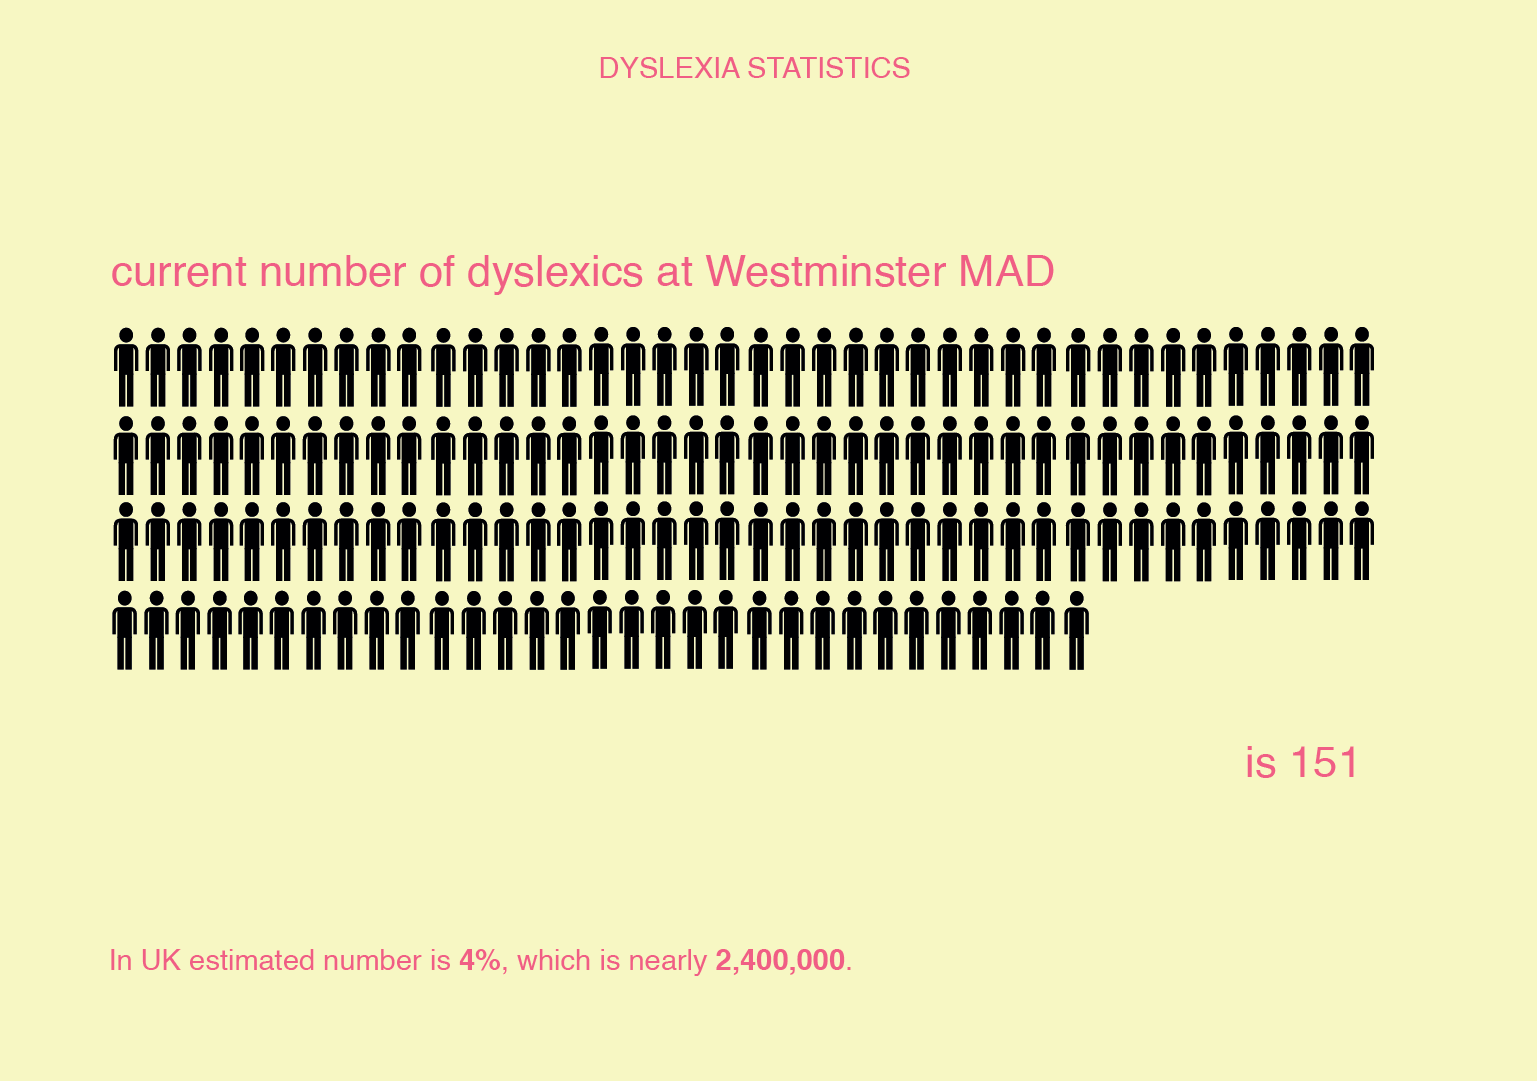 DYSLEXIA STATISTICS
current number of dyslexics at Westminster MAD
is 151
In UK estimated number is 4%, which is nearly 2,400,000.